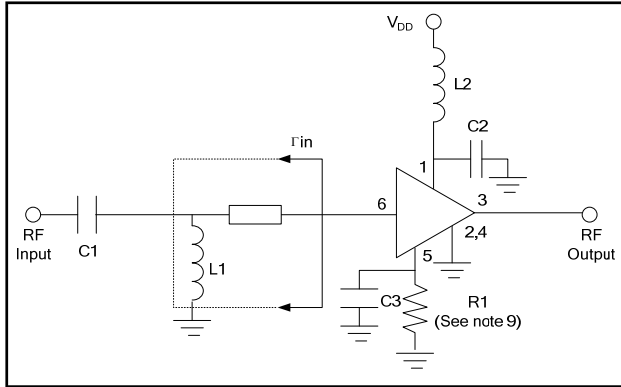 V_DD
L2
Γin
C2
1
6
3
2,4
5
RF
Input
C1
L1
C3
R1
(See note 9)
RF
Output